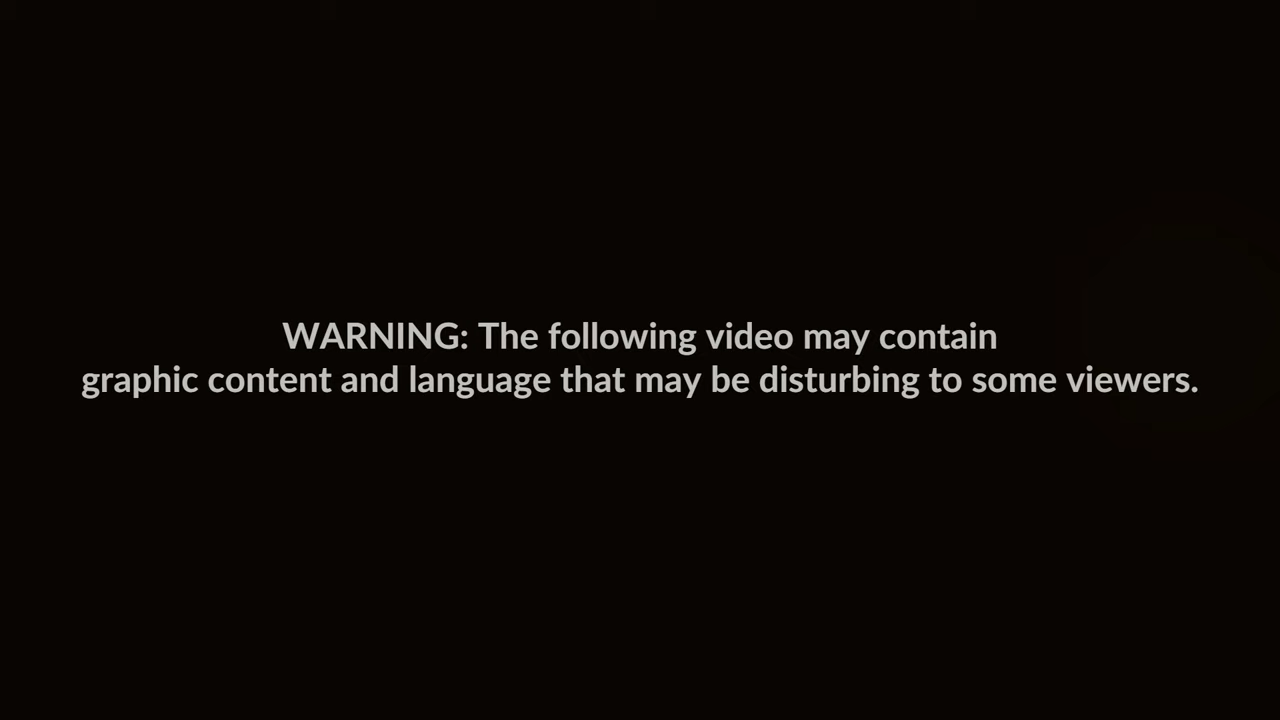 WARNING: The following video may contain
graphic content and language that may be disturbing to some viewers.